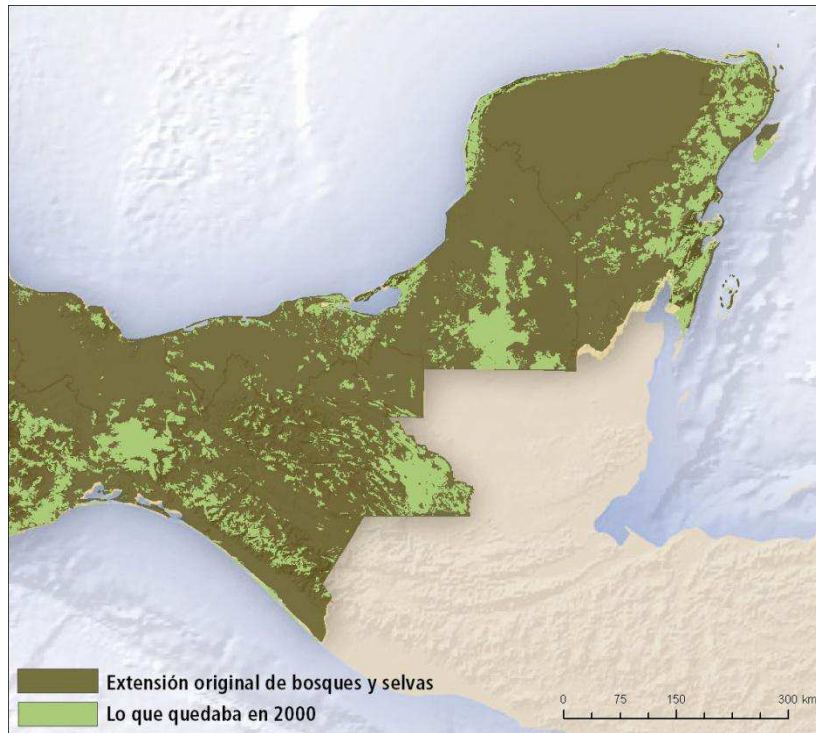 Extensión original de bosques y selvas
Lo que quedaba en 2000
0 75 150 300 km